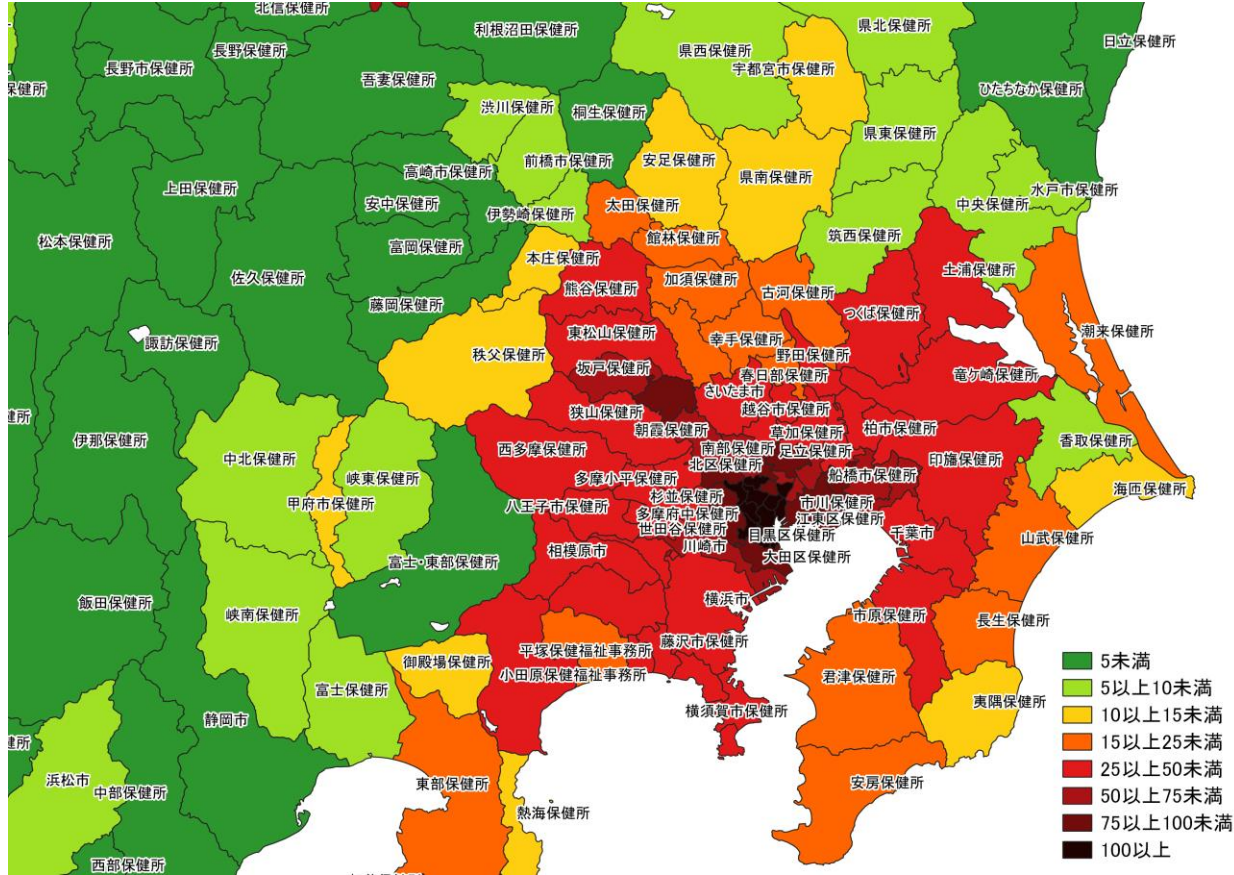 北信保健所
利根沼田保健所
県北保健所
日立保健所
長野保健所
県西保健所
長野市保健所
吾妻保健所
宇都宮市保健所
保健所
ひたちなか保健所
渋川保健所
桐生保健所
県東保健所
前橋市保健所
安足保健所
高崎市保健所
県南保健所
上田保健所
水戸市保健所
安中保健所
太田保健所
中央保健所
伊勢崎保健所
松本保健所
富岡保健所
館林保健所
筑西保健所
本庄保健所
土浦保健所
佐久保健所
加須保健所
熊谷保健所
古河保健所
藤岡保健所
つくば保健所
潮来保健所
東松山保健所
幸手保健所
諏訪保健所
秩父保健所
野田保健所
坂戸保健所
春日部保健所
竜ケ崎保健所
さいたま市
狭山保健所
越谷市保健所
伊那保健所
朝霞保健所
草加保健所
柏市保健所
香取保健所
西多摩保健所
南部保健所
足立保健所
中北保健所
峡東保健所
北区保健所
印旛保健所
船橋市保健所
多摩小平保健所
海匝保健所
杉並保健所
甲府市保健所
八王子市保健所
市川保健所
多摩府中保健所
江東区保健所
世田谷保健所
目黒区保健所
千葉市
山武保健所
川崎市
相模原市
大田区保健所
富士・東部保健所
飯田保健所
横浜市
峡南保健所
市原保健所
長生保健所
藤沢市保健所
平塚保健福祉事務所
御殿場保健所
5未満
小田原保健福祉事務所
君津保健所
富士保健所
5以上10未満
夷隅保健所
横須賀市保健所
静岡市
10以上15未満
健所
15以上25未満
浜松市
東部保健所
安房保健所
25以上50未満
中部保健所
熱海保健所
50以上75未満
75以上100未満
100以上
西部保健所